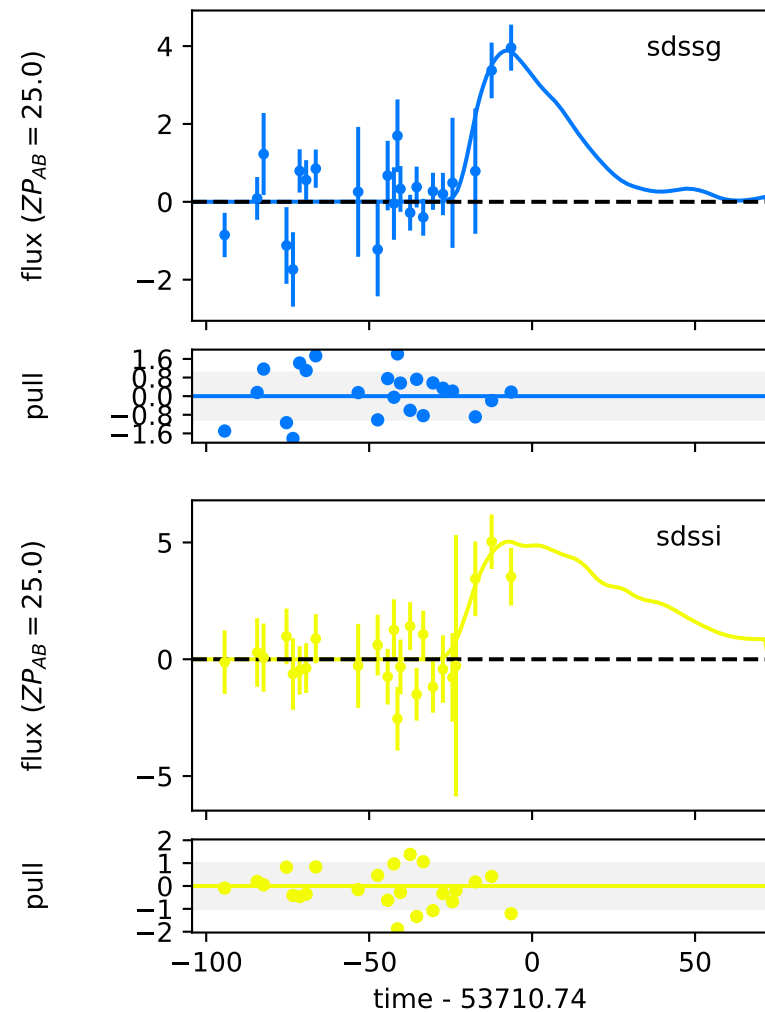 sdssg
flux (ZP_AB = 25.0)
4
2
0
−2
pull
1.6
0.8
0.0
−0.8
−1.6
sdssi
flux (ZP_AB = 25.0)
5
0
−5
pull
2
1
0
−1
−2
−100 −50 0 50
time - 53710.74